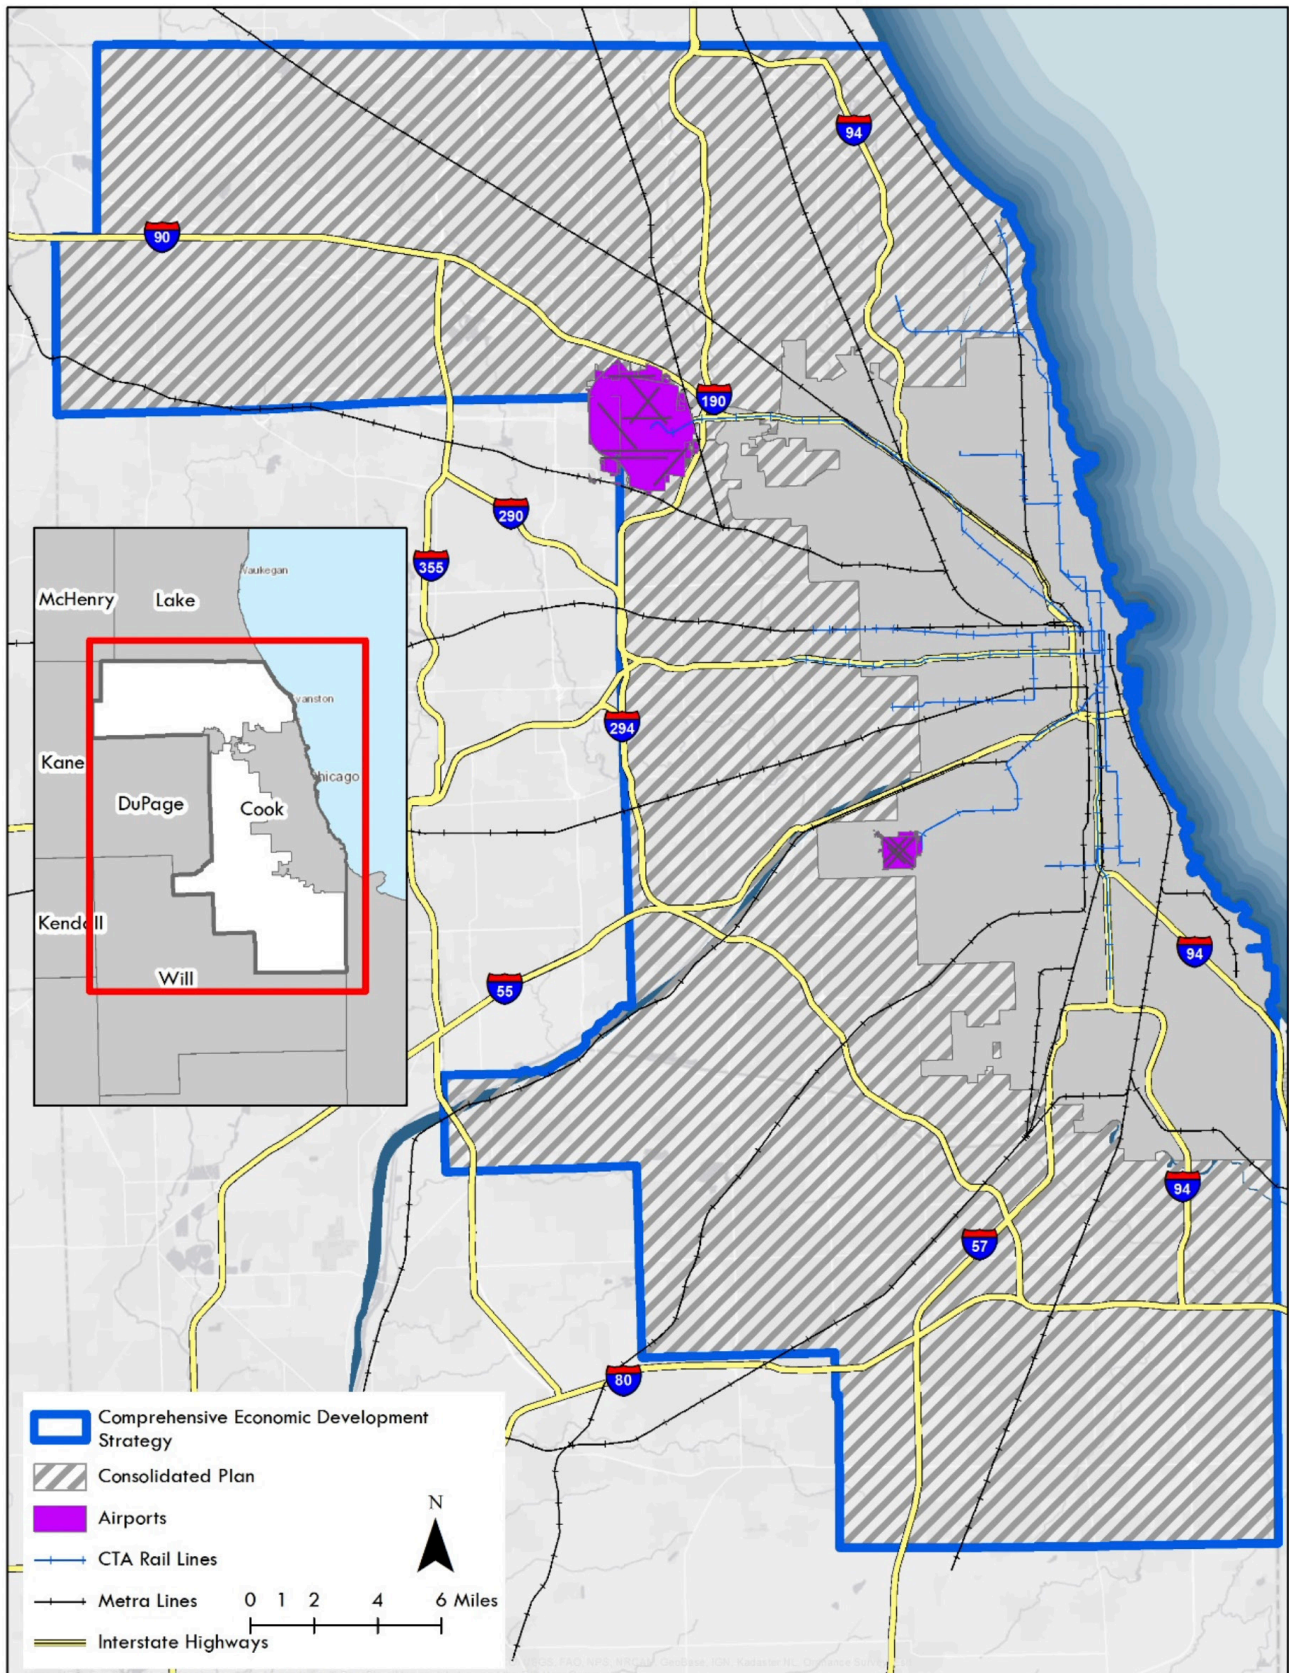 94
90
190
290
355
294
94
55
94
57
80
Waukegan
McHenry
Lake
vanston
Kane
hicago
DuPage
Cook
Kendall
Will
Comprehensive Economic Development
Strategy
Consolidated Plan
Airports
CTA Rail Lines
Metra Lines
Interstate Highways
N
0 1 2 4 6 Miles